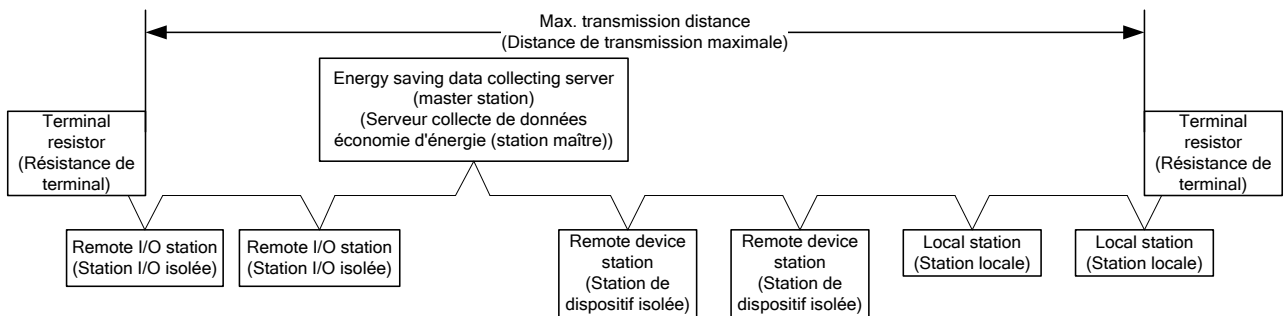 Max. transmission distance
(Distance de transmission maximale)
Energy saving data collecting server
(master station)
(Serveur collecte de données
économie d'énergie (station maître))
Terminal
resistor
(Résistance de
terminal)
Terminal
resistor
(Résistance de
terminal)
Remote I/O station
(Station I/O isolée)
Remote I/O station
(Station I/O isolée)
Remote device
station
(Station de
dispositif isolée)
Remote device
station
(Station de
dispositif isolée)
Local station
(Station locale)
Local station
(Station locale)